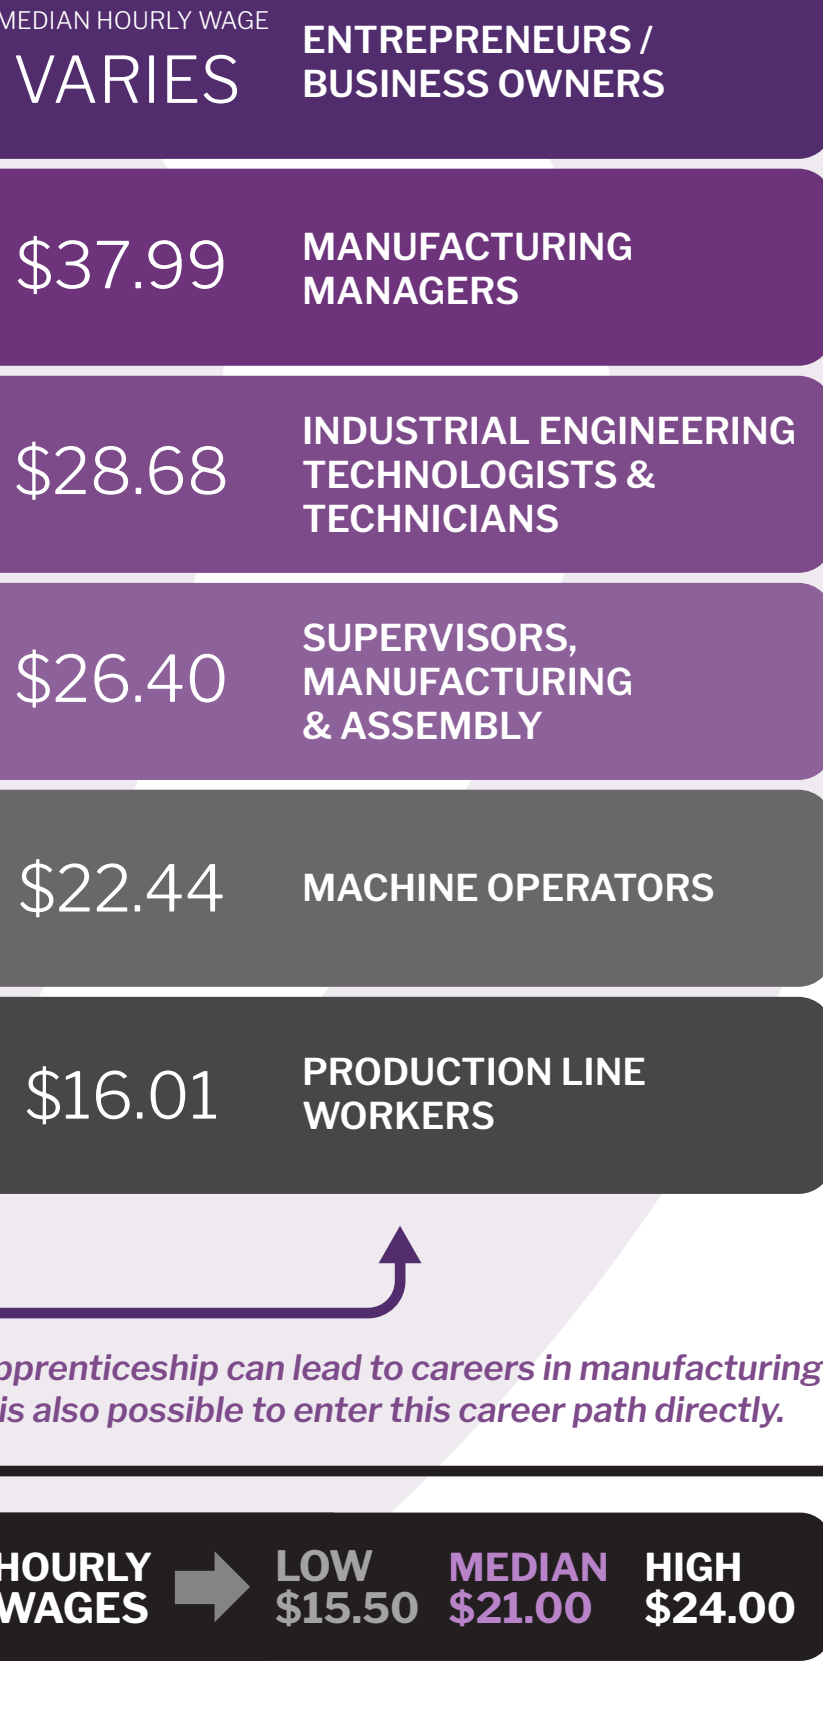 MEDIAN HOURLY WAGE
VARIES
ENTREPRENEURS /
BUSINESS OWNERS
$37.99
MANUFACTURING
MANAGERS
$28.68
INDUSTRIAL ENGINEERING
TECHNOLOGISTS &
TECHNICIANS
$26.40
SUPERVISORS,
MANUFACTURING
& ASSEMBLY
$22.44
MACHINE OPERATORS
$16.01
PRODUCTION LINE
WORKERS
pprenticeship can lead to careers in manufacturing
is also possible to enter this career path directly.
HOURLY
WAGES
LOW
$15.50
MEDIAN
$21.00
HIGH
$24.00